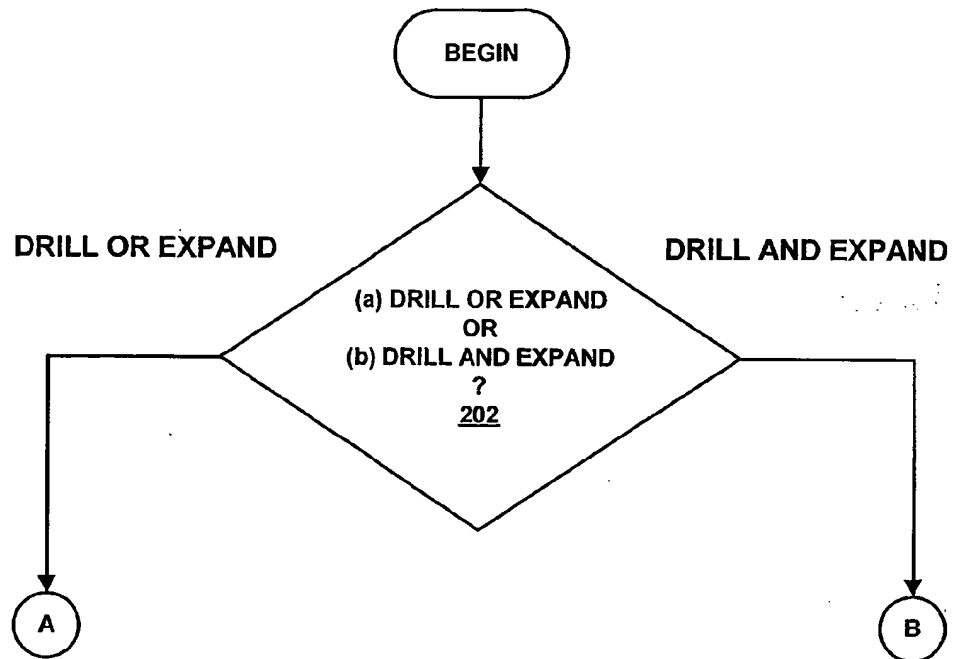 BEGIN
DRILL OR EXPAND
DRILL AND EXPAND
(a) DRILL OR EXPAND
OR
(b) DRILL AND EXPAND
?
202
A
B